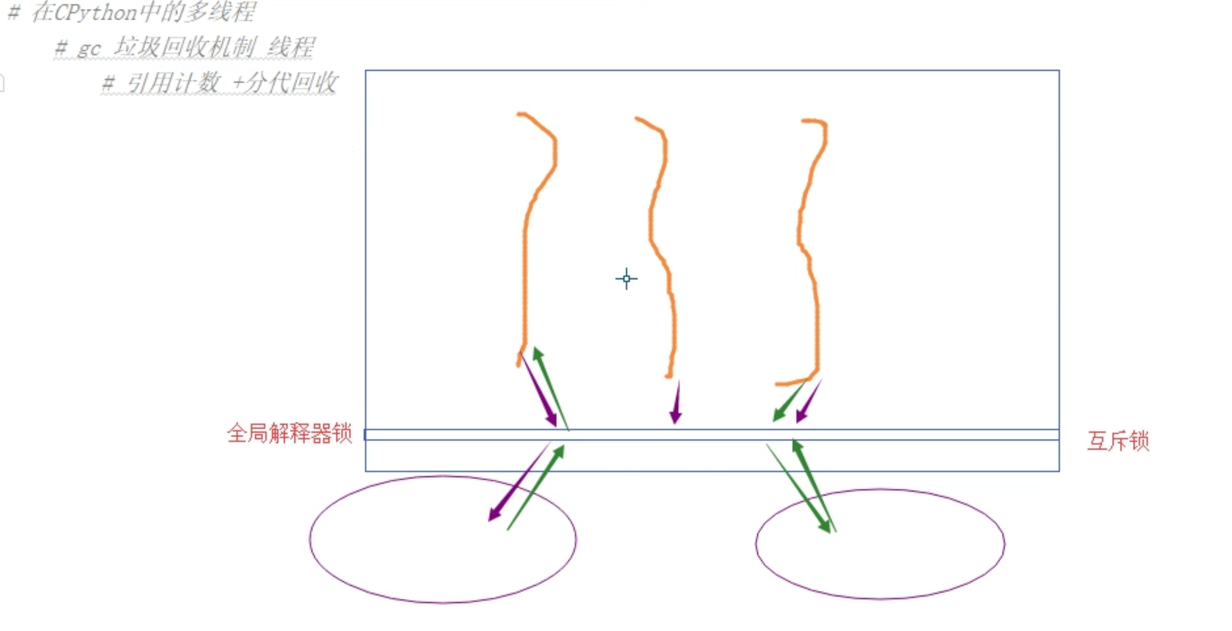 # 在CPython中的多线程
# gc 垃圾回收机制 线程
# 引用计数 +分代回收
全局解释器锁
互斥锁